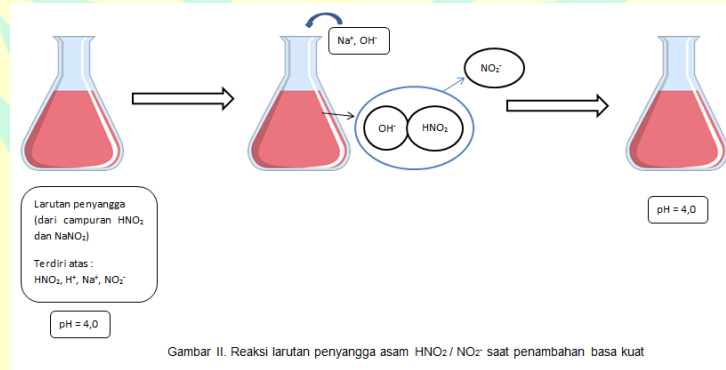 Na⁺, OH⁻
NO₂⁻
OH⁻
HNO₂
Larutan penyangga
(dari campuran HNO₂
dan NaNO₂)
Terdiri atas :
HNO₂, H⁺, Na⁺, NO₂⁻
pH = 4,0
pH = 4,0
Gambar II. Reaksi larutan penyangga asam HNO₂ / NO₂⁻ saat penambahan basa kuat